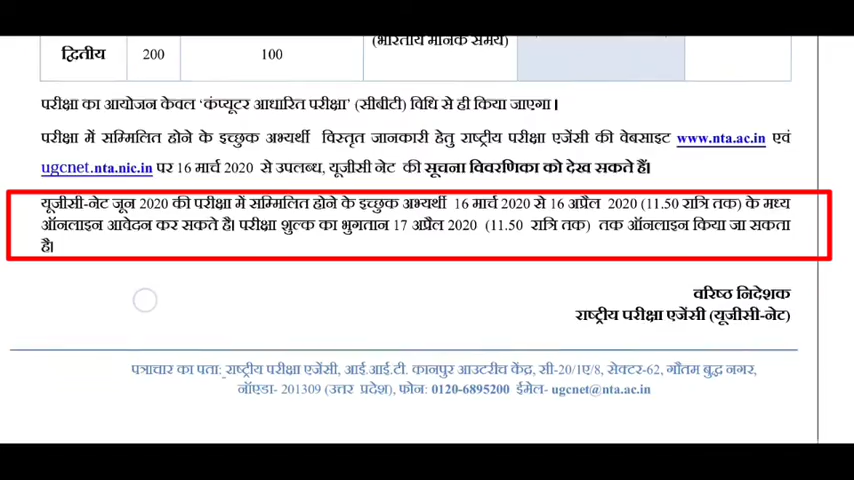 (भारतीय मानक समय)
द्वितीय 200 100
परीक्षा का आयोजन केवल 'कंप्यूटर आधारित परीक्षा' (सीबीटी) विधि से ही किया जाएगा।
परीक्षा में सम्मिलित होने के इच्छुक अभ्यर्थी विस्तृत जानकारी हेतु राष्ट्रीय परीक्षा एजेंसी की वेबसाइट www.nta.ac.in एवं
ugcnet.nta.nic.in पर 16 मार्च 2020 से उपलब्ध, यूजीसी नेट की सूचना विवरणिका को देख सकते हैं।
यूजीसी-नेट जून 2020 की परीक्षा में सम्मिलित होने के इच्छुक अभ्यर्थी 16 मार्च 2020 से 16 अप्रैल 2020 (11.50 रात्रि तक) के मध्य
ऑनलाइन आवेदन कर सकते है। परीक्षा शुल्क का भुगतान 17 अप्रैल 2020 (11.50 रात्रि तक) तक ऑनलाइन किया जा सकता
है।
वरिष्ठ निदेशक
राष्ट्रीय परीक्षा एजेंसी (यूजीसी-नेट)
पत्राचार का पता: राष्ट्रीय परीक्षा एजेंसी, आई.आई.टी. कानपुर आउटरीच केंद्र, सी-20/1ए/8, सेक्टर-62, गौतम बुद्ध नगर,
नॉएडा- 201309 (उत्तर प्रदेश), फोन: 0120-6895200 ईमेल- ugcnet@nta.ac.in